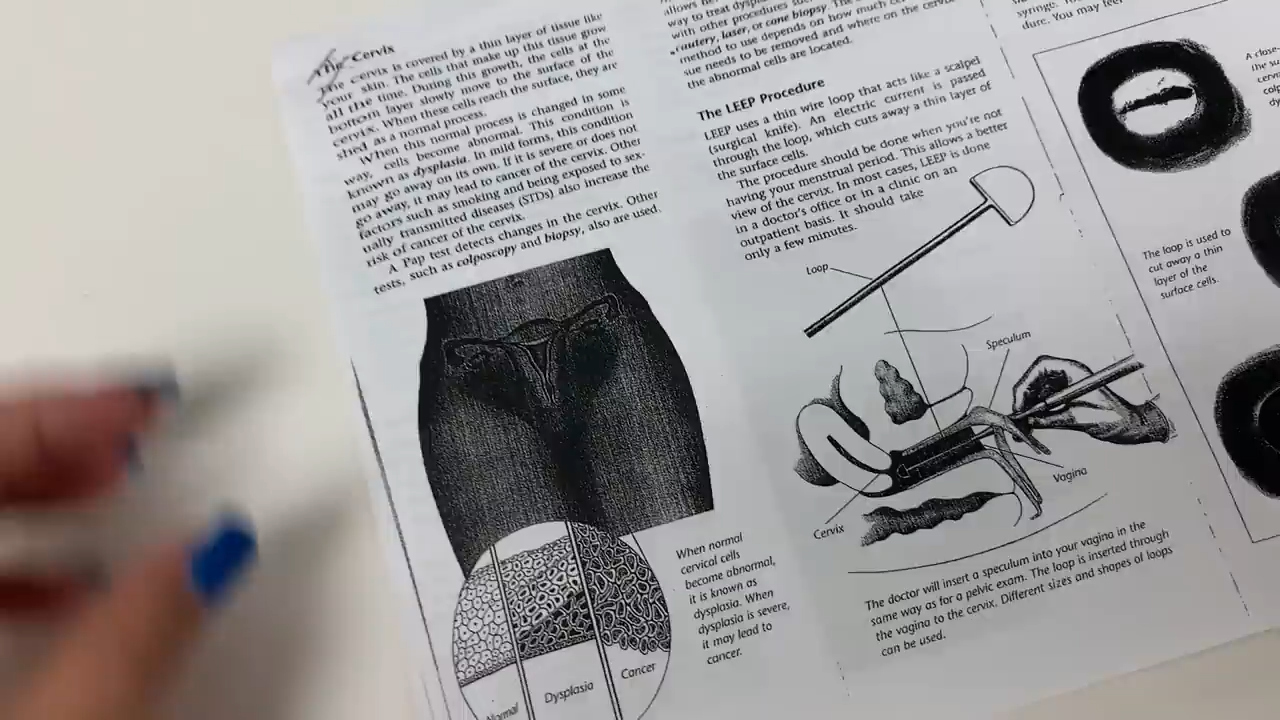 The Cervix
The cervix is covered by a thin layer of tissue like
your skin. The cells that make up this tissue grow
all the time. During this growth, the cells at the
bottom layer slowly move to the surface of the
cervix. When these cells reach the surface, they are
shed as a normal process.
When this normal process is changed in some
way, cells become abnormal. This condition is
known as dysplasia. In mild forms, this condition
may go away on its own. If it is severe or does not
go away, it may lead to cancer of the cervix. Other
factors such as smoking and being exposed to sex-
ually transmitted diseases (STDs) also increase the
risk of cancer of the cervix.
A Pap test detects changes in the cervix. Other
tests, such as colposcopy and biopsy, also are used.
When normal
cervical cells
become abnormal,
it is known as
dysplasia. When
dysplasia is severe,
it may lead to
cancer.
Normal
Dysplasia
Cancer
way to treat
with other procedures
cautery, laser, or cone biopsy. The
method to use depends on how much
sue needs to be removed and where on the cervix
the abnormal cells are located.
The LEEP Procedure
LEEP uses a thin wire loop that acts like a scalpel
(surgical knife). An electric current is passed
through the loop, which cuts away a thin layer of
the surface cells.
The procedure should be done when you're not
having your menstrual period. This allows a better
view of the cervix. In most cases, LEEP is done
in a doctor's office or in a clinic on an
outpatient basis. It should take
only a few minutes.
Loop
Speculum
Vagina
Cervix
The doctor will insert a speculum into your vagina in the
same way as for a pelvic exam. The loop is inserted through
the vagina to the cervix. Different sizes and shapes of loops
can be used.
syringe.
dure. You may feel
A close-
the su
cerv
colp
dy
The loop is used to
cut away a thin
layer of the
surface cells.